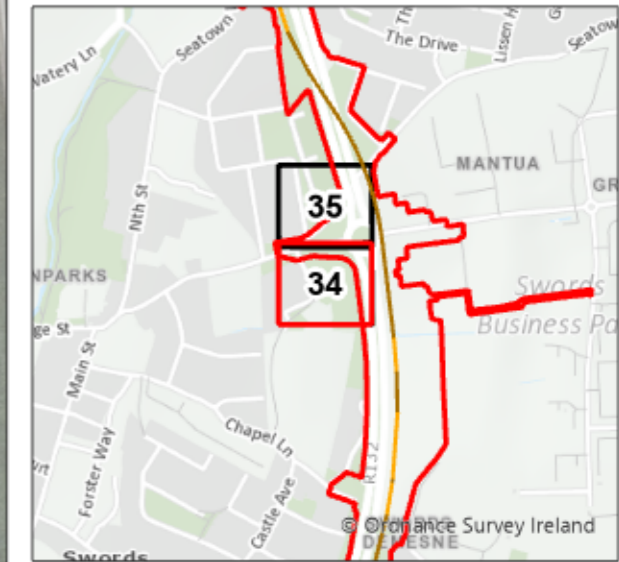 Seatown
The
The Drive
Lissen H
Seatow
Watery Ln
MANTUA
GR
Nth St
35
NPARKS
34
Swords
Business Pa
ge St
Main St
Chapel Ln
Forster Way
Castle Ave
R132
© Ordnance Survey Ireland
DEMESNE
Swords